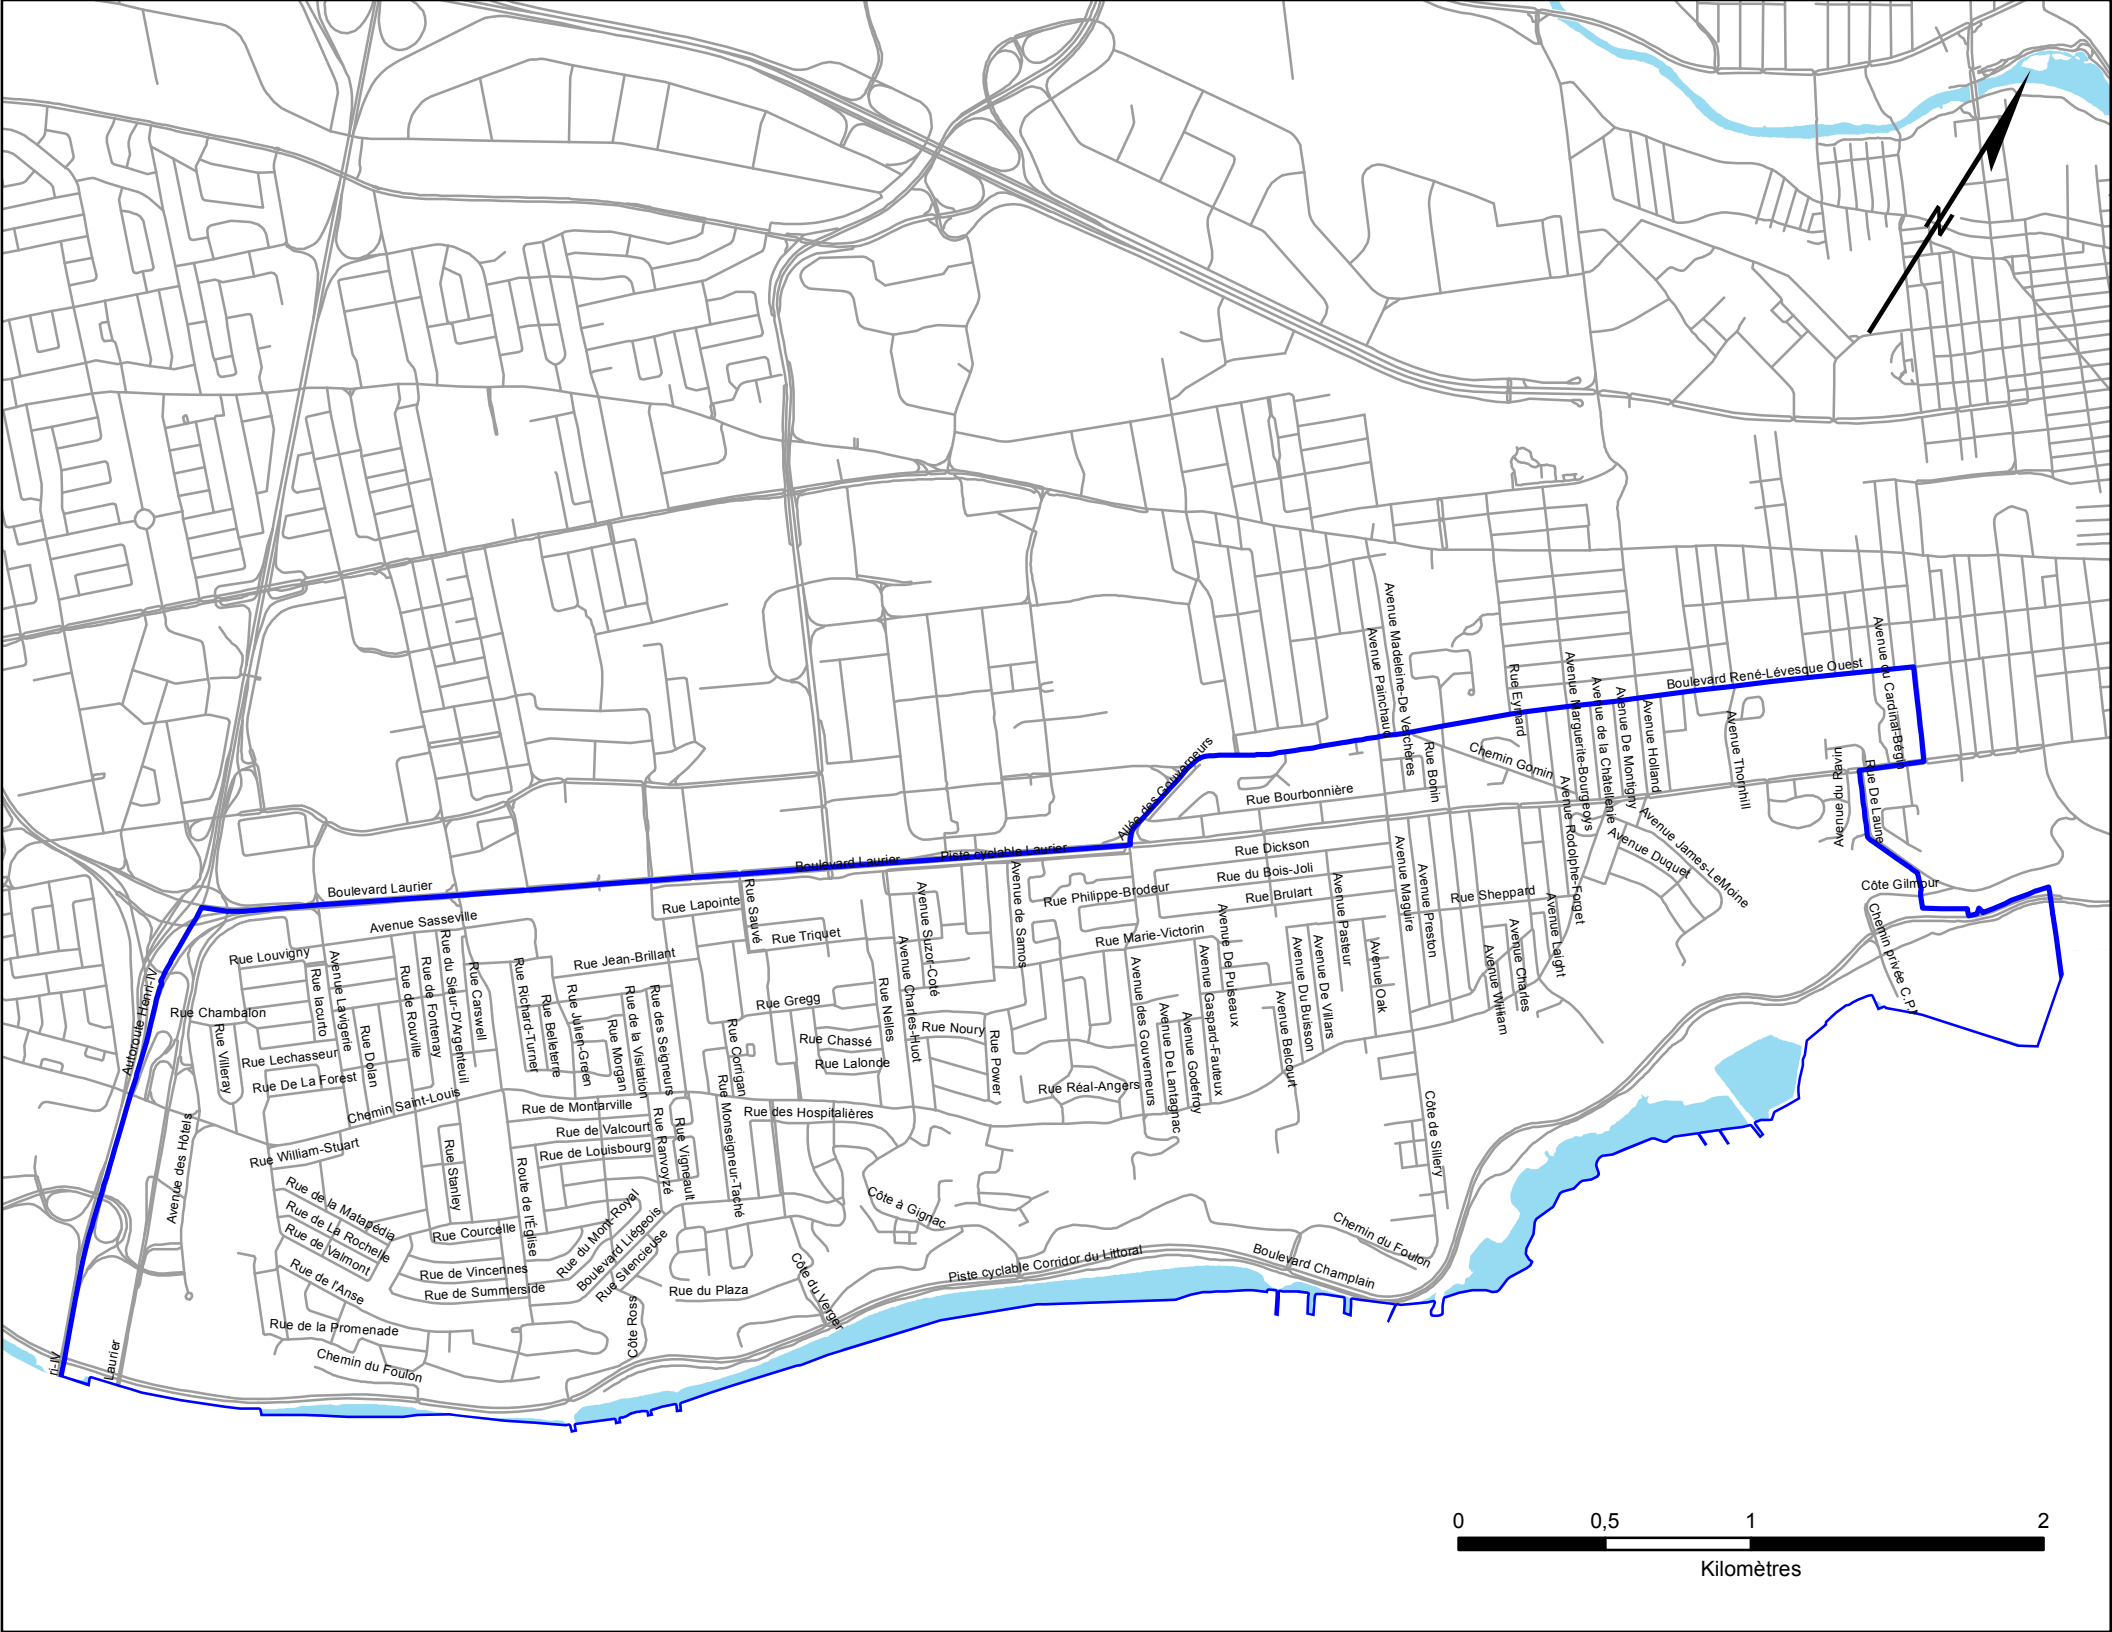 N
Avenue Madeleine-De Verchères
Avenue Painchaud
Rue Eymard
Avenue Marguerite-Bourgeoys
Avenue de la Châtellenie
Avenue De Montigny
Avenue Holland
Boulevard René-Lévesque Ouest
Avenue du Cardinal-Bégin
Avenue Thornhill
Avenue du Ravin
Rue De Laune
Rue Bonin
Chemin Gomin
Allée des Gouverneurs
Rue Bourbonnière
Avenue Rodolphe-Forget
Avenue James-LeMoine
Avenue Duquet
Côte Gilmour
Chemin privée C.P.
Boulevard Laurier
Boulevard Laurier
Piste cyclable Laurier
Rue Dickson
Rue du Bois-Joli
Rue Brulart
Rue Philippe-Brodeur
Avenue Maguire
Avenue Preston
Avenue Pasteur
Rue Sheppard
Avenue Laight
Avenue Charles
Avenue William
Avenue Oak
Avenue De Villars
Avenue Du Buisson
Avenue Belcourt
Avenue De Puiseaux
Avenue Gaspard-Fauteux
Avenue Godefroy
Avenue De Lantagnac
Avenue des Gouverneurs
Rue Marie-Victorin
Rue Réal-Angers
Avenue de Samos
Avenue Suzor-Coté
Avenue Charles-Huot
Rue Nelles
Rue Noury
Rue Power
Rue Sauvé
Rue Lapointe
Rue Triquet
Rue Gregg
Rue Chassé
Rue Lalonde
Rue Corrigan
Rue Jean-Brillant
Avenue Sasseville
Rue Louvigny
Rue Iacurto
Avenue Lavigerie
Rue Dolan
Rue de Rouville
Rue de Fontenay
Rue du Sieur-D'Argenteuil
Rue Carswell
Rue Richard-Turner
Rue Belleterre
Rue Julien-Green
Rue Morgan
Rue de la Visitation
Rue des Seigneurs
Autoroute Henri-IV
Rue Chambalon
Rue Villeray
Rue Lechasseur
Rue De La Forest
Chemin Saint-Louis
Rue William-Stuart
Avenue des Hôtels
Rue de Montarville
Rue de Valcourt
Rue de Louisbourg
Rue Ranvoyzé
Rue Vigneault
Rue Monseigneur-Taché
Rue des Hospitalières
Rue Stanley
Route de l'Église
Rue de la Matapédia
Rue de La Rochelle
Rue de Valmont
Rue de l'Anse
Rue Courcelle
Rue de Vincennes
Rue de Summerside
Rue du Mont-Royal
Boulevard Liégeois
Rue Silencieuse
Rue du Plaza
Côte Ross
Côte du Verger
Côte à Gignac
Côte de Sillery
Chemin du Foulon
Boulevard Champlain
Piste cyclable Corridor du Littoral
Rue de la Promenade
Chemin du Foulon
ri-IV
Laurier
0 0,5 1 2
Kilomètres